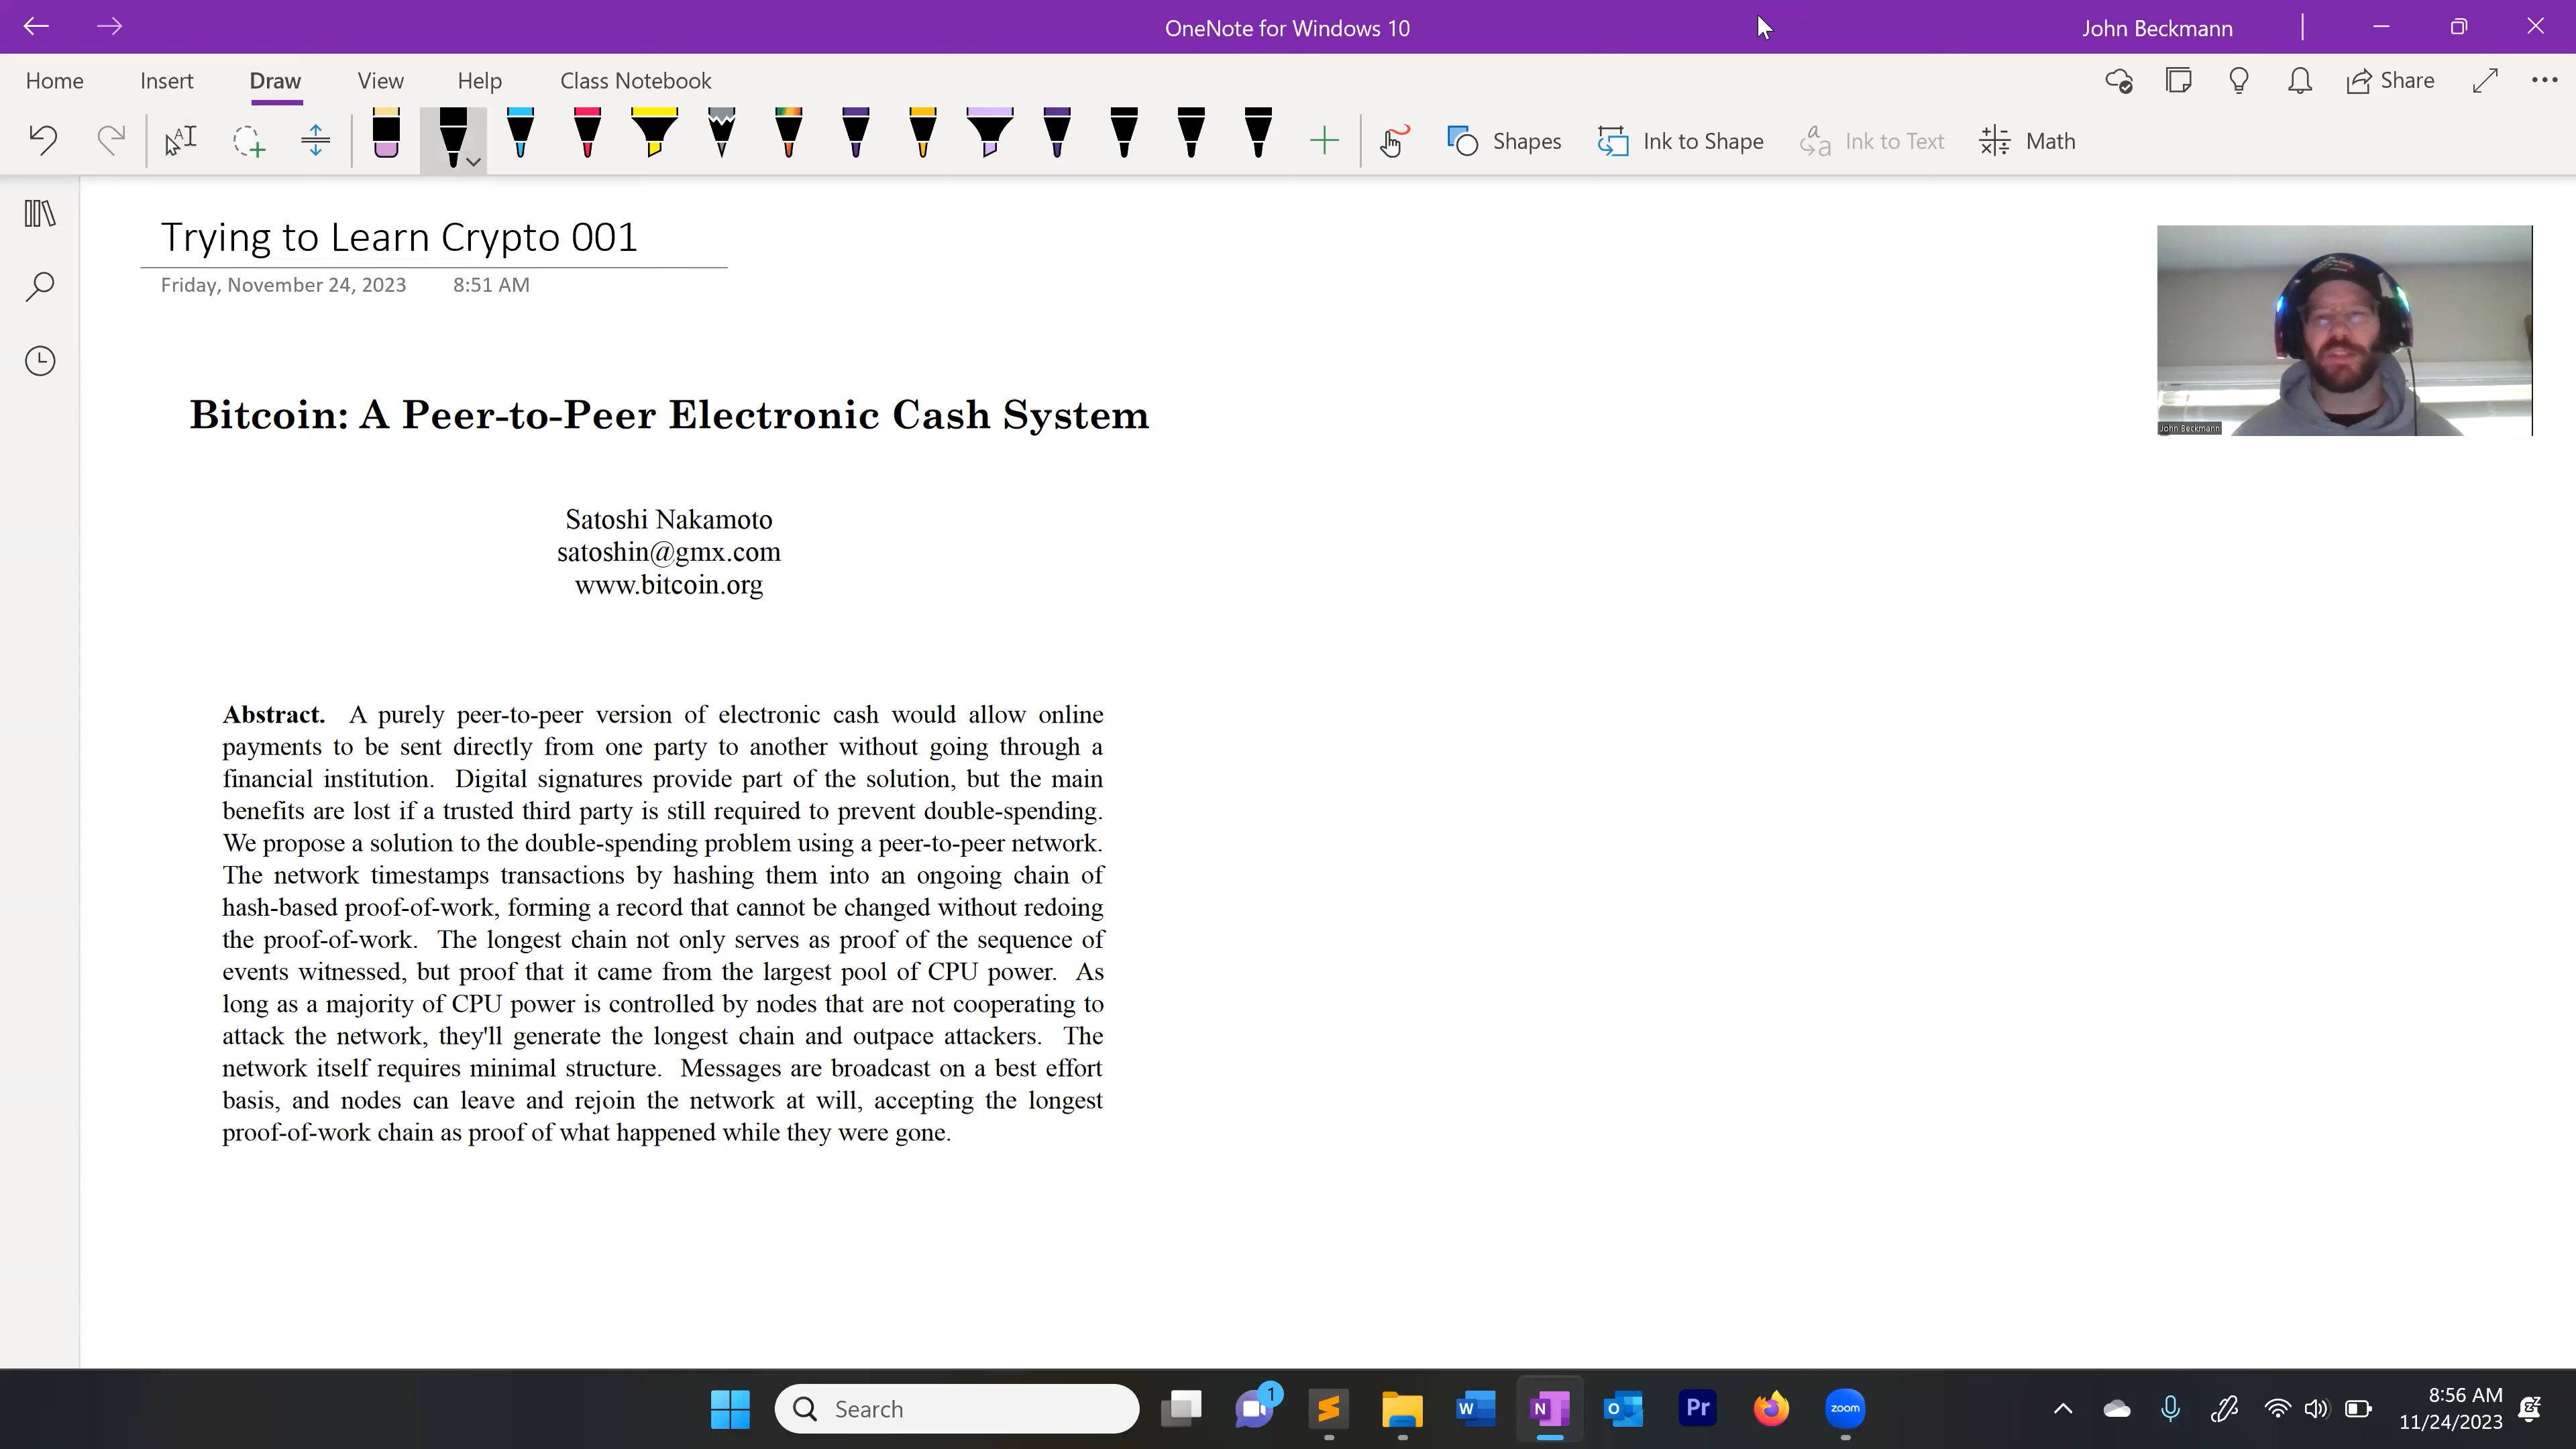 OneNote for Windows 10
John Beckmann
Home Insert Draw View Help Class Notebook
Share
Shapes Ink to Shape Ink to Text Math
Trying to Learn Crypto 001
Friday, November 24, 2023 8:51 AM
John Beckmann
Bitcoin: A Peer-to-Peer Electronic Cash System
Satoshi Nakamoto
satoshin@gmx.com
www.bitcoin.org
Abstract. A purely peer-to-peer version of electronic cash would allow online
payments to be sent directly from one party to another without going through a
financial institution. Digital signatures provide part of the solution, but the main
benefits are lost if a trusted third party is still required to prevent double-spending.
We propose a solution to the double-spending problem using a peer-to-peer network.
The network timestamps transactions by hashing them into an ongoing chain of
hash-based proof-of-work, forming a record that cannot be changed without redoing
the proof-of-work. The longest chain not only serves as proof of the sequence of
events witnessed, but proof that it came from the largest pool of CPU power. As
long as a majority of CPU power is controlled by nodes that are not cooperating to
attack the network, they'll generate the longest chain and outpace attackers. The
network itself requires minimal structure. Messages are broadcast on a best effort
basis, and nodes can leave and rejoin the network at will, accepting the longest
proof-of-work chain as proof of what happened while they were gone.
Search
1
W
N
O
Pr
zoom
8:56 AM
11/24/2023